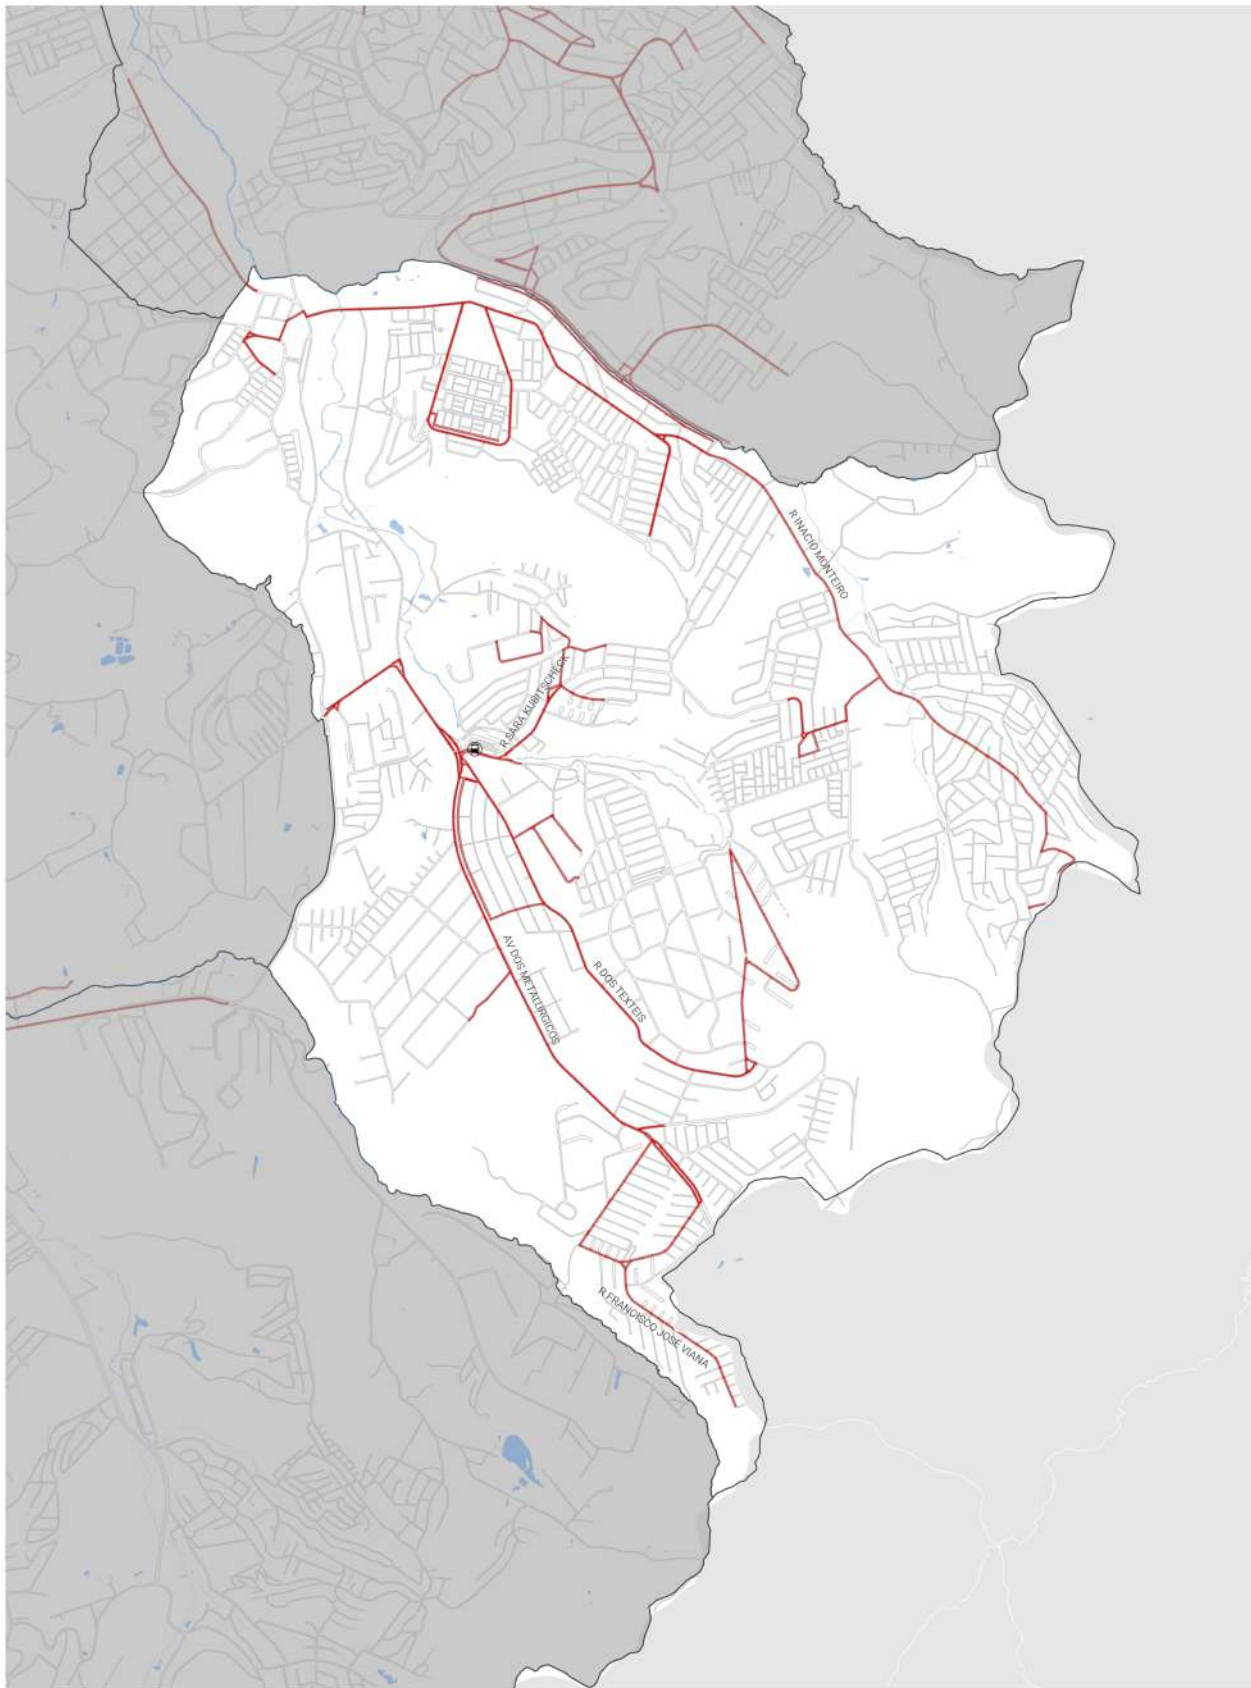 R INACIO MONTEIRO
R SARA KUBITSCHECK
AV DOS METALURGICOS
R DOS TEXTEIS
R FRANCISCO JOSE VIANA